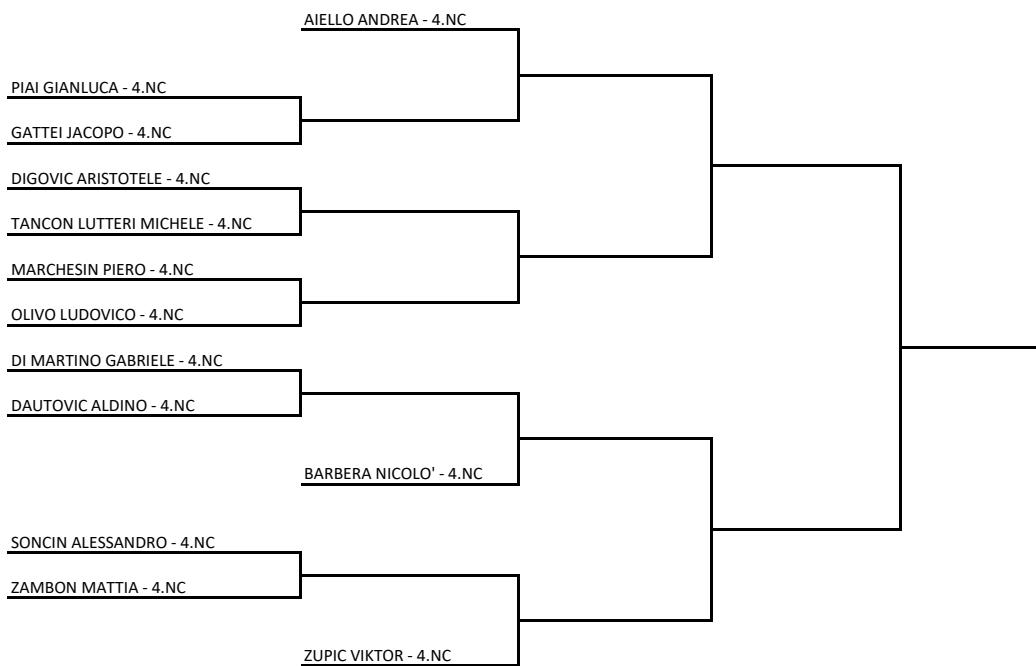 AIELLO ANDREA - 4.NC
PIAI GIANLUCA - 4.NC
GATTEI JACOPO - 4.NC
DIGOVIC ARISTOTELE - 4.NC
TANCON LUTTERI MICHELE - 4.NC
MARCHESIN PIERO - 4.NC
OLIVO LUDOVICO - 4.NC
DI MARTINO GABRIELE - 4.NC
DAUTOVIC ALDINO - 4.NC
BARBERA NICOLO' - 4.NC
SONCIN ALESSANDRO - 4.NC
ZAMBON MATTIA - 4.NC
ZUPIC VIKTOR - 4.NC